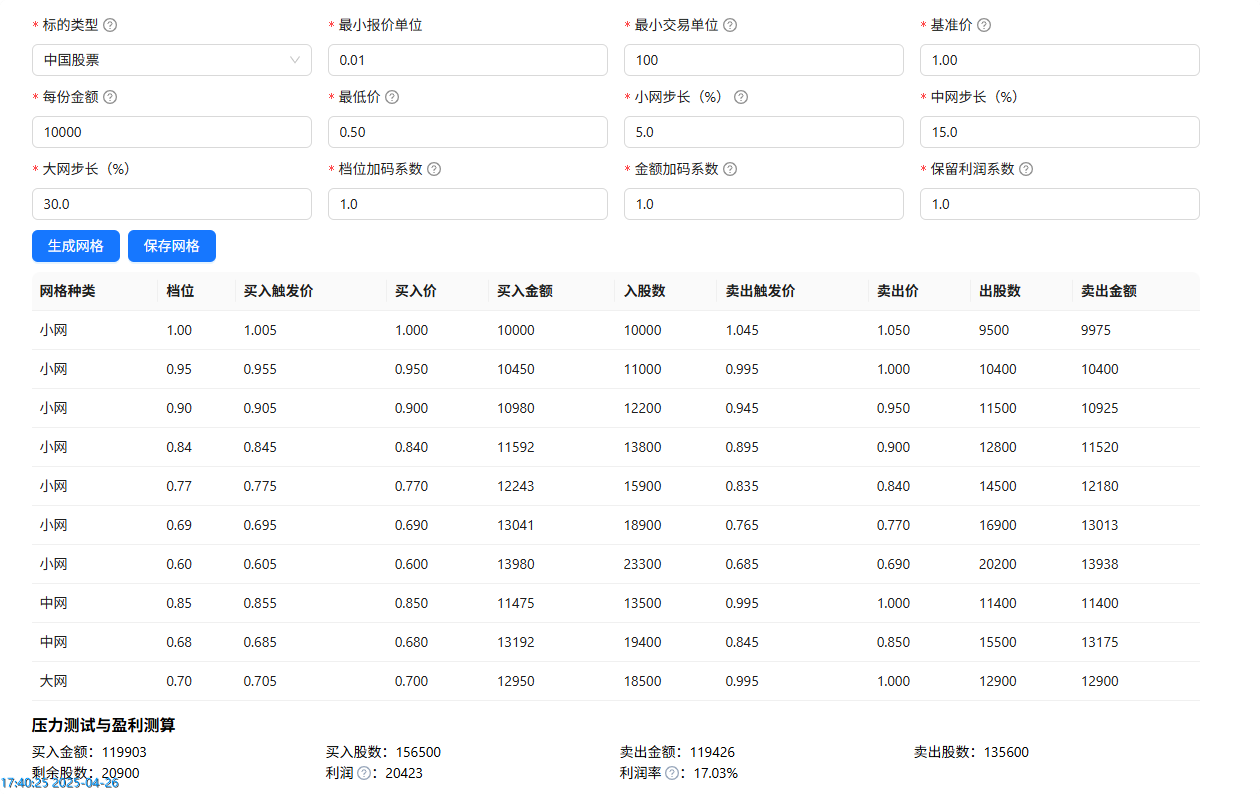 * 标的类型 * 最小报价单位 * 最小交易单位 * 基准价
中国股票 0.01 100 1.00
* 每份金额 * 最低价 * 小网步长（%） * 中网步长（%）
10000 0.50 5.0 15.0
* 大网步长（%） * 档位加码系数 * 金额加码系数 * 保留利润系数
30.0 1.0 1.0 1.0
生成网格 保存网格
网格种类 档位 买入触发价 买入价 买入金额 入股数 卖出触发价 卖出价 出股数 卖出金额
小网 1.00 1.005 1.000 10000 10000 1.045 1.050 9500 9975
小网 0.95 0.955 0.950 10450 11000 0.995 1.000 10400 10400
小网 0.90 0.905 0.900 10980 12200 0.945 0.950 11500 10925
小网 0.84 0.845 0.840 11592 13800 0.895 0.900 12800 11520
小网 0.77 0.775 0.770 12243 15900 0.835 0.840 14500 12180
小网 0.69 0.695 0.690 13041 18900 0.765 0.770 16900 13013
小网 0.60 0.605 0.600 13980 23300 0.685 0.690 20200 13938
中网 0.85 0.855 0.850 11475 13500 0.995 1.000 11400 11400
中网 0.68 0.685 0.680 13192 19400 0.845 0.850 15500 13175
大网 0.70 0.705 0.700 12950 18500 0.995 1.000 12900 12900
压力测试与盈利测算
买入金额：119903 买入股数：156500 卖出金额：119426 卖出股数：135600
剩余股数：20900 利润：20423 利润率：17.03%
17:40:25 2025-04-26